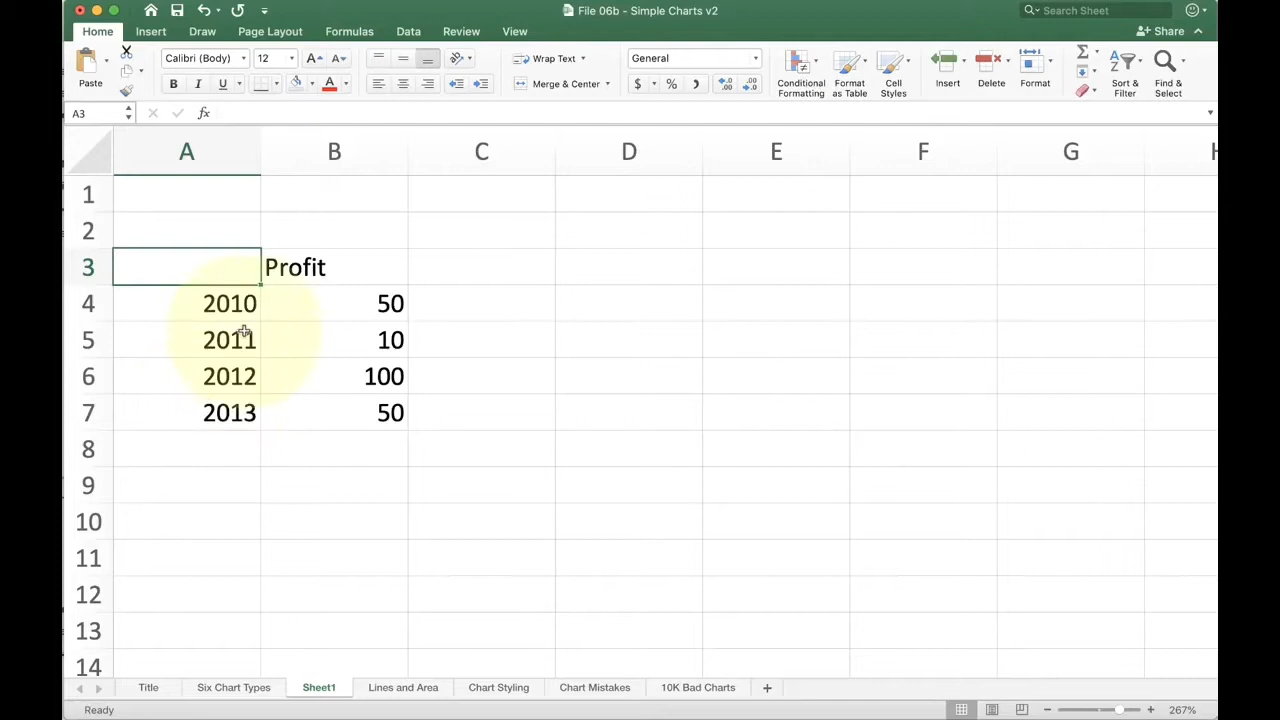 File 06b - Simple Charts v2
Search Sheet
Home Insert Draw Page Layout Formulas Data Review View
Share
Paste
Calibri (Body) 12 A A
B I U A
ab
Wrap Text
Merge & Center
General
$ % ,
Conditional Formatting
Format as Table
Cell Styles
Insert
Delete
Format
Σ
Sort & Filter
Find & Select
A3 fx
A B C D E F G H
1
2
3 Profit
4 2010 50
5 2011 10
6 2012 100
7 2013 50
8
9
10
11
12
13
14
Title Six Chart Types Sheet1 Lines and Area Chart Styling Chart Mistakes 10K Bad Charts +
Ready 267%